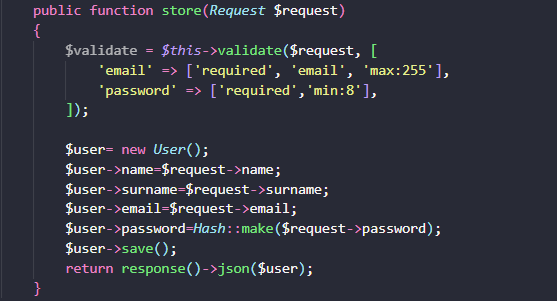 public function store(Request $request)
{
$validate = $this->validate($request, [
'email' => ['required', 'email', 'max:255'],
'password' => ['required','min:8'],
]);
$user= new User();
$user->name=$request->name;
$user->surname=$request->surname;
$user->email=$request->email;
$user->password=Hash::make($request->password);
$user->save();
return response()->json($user);
}